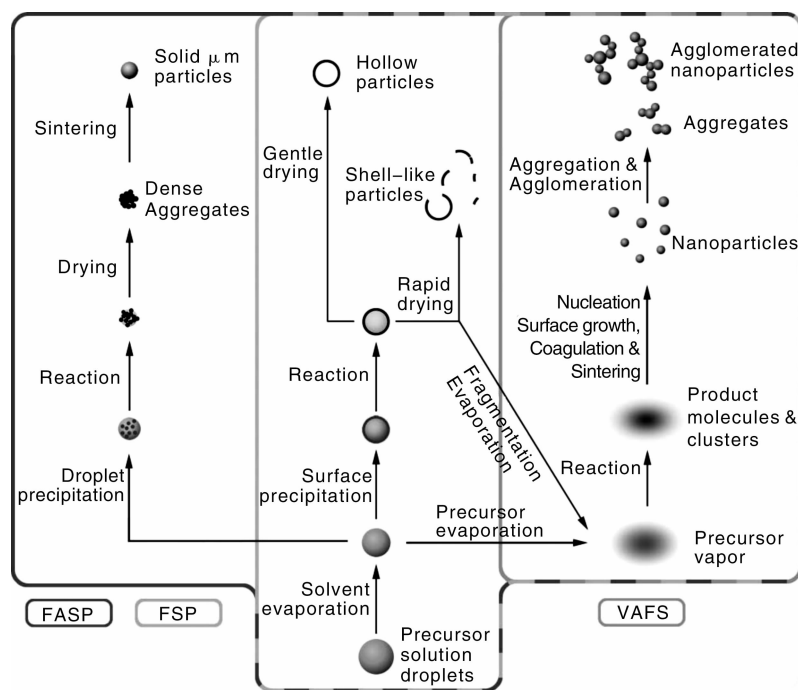 Solid μm
particles
Sintering
Dense
Aggregates
Drying
Reaction
Droplet
precipitation
Hollow
particles
Gentle
drying
Shell–like
particles
Rapid
drying
Reaction
Fragmentation
Evaporation
Surface
precipitation
Precursor
evaporation
Solvent
evaporation
Precursor
solution
droplets
Agglomerated
nanoparticles
Aggregates
Aggregation &
Agglomeration
Nanoparticles
Nucleation
Surface growth,
Coagulation &
Sintering
Product
molecules &
clusters
Reaction
Precursor
vapor
FASP
FSP
VAFS